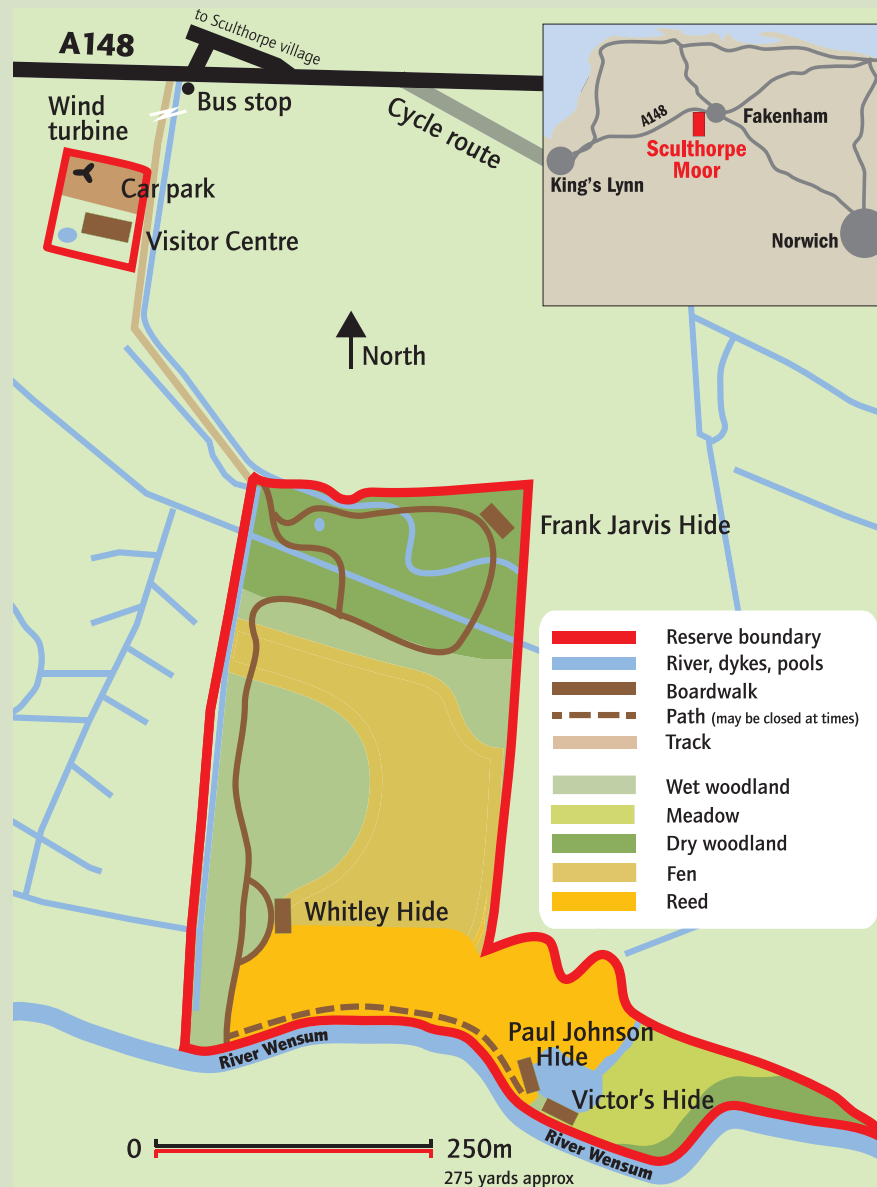 to Sculthorpe village
A148
Bus stop
Wind
turbine
Cycle route
Car park
Visitor Centre
A148
Fakenham
Sculthorpe
Moor
King's Lynn
Norwich
North
Frank Jarvis Hide
Reserve boundary
River, dykes, pools
Boardwalk
Path (may be closed at times)
Track
Wet woodland
Meadow
Dry woodland
Fen
Reed
Whitley Hide
Paul Johnson
Hide
River Wensum
Victor's Hide
River Wensum
0 250m
275 yards approx